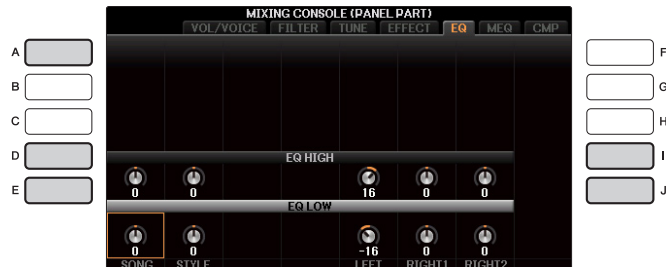 MIXING CONSOLE (PANEL PART)
VOL/VOICE FILTER TUNE EFFECT EQ MEQ CMP
A
B
C
D
E
F
G
H
I
J
EQ HIGH
0 0 16 0 0
EQ LOW
0 0 -16 0 0
SONG STYLE LEFT RIGHT1 RIGHT2